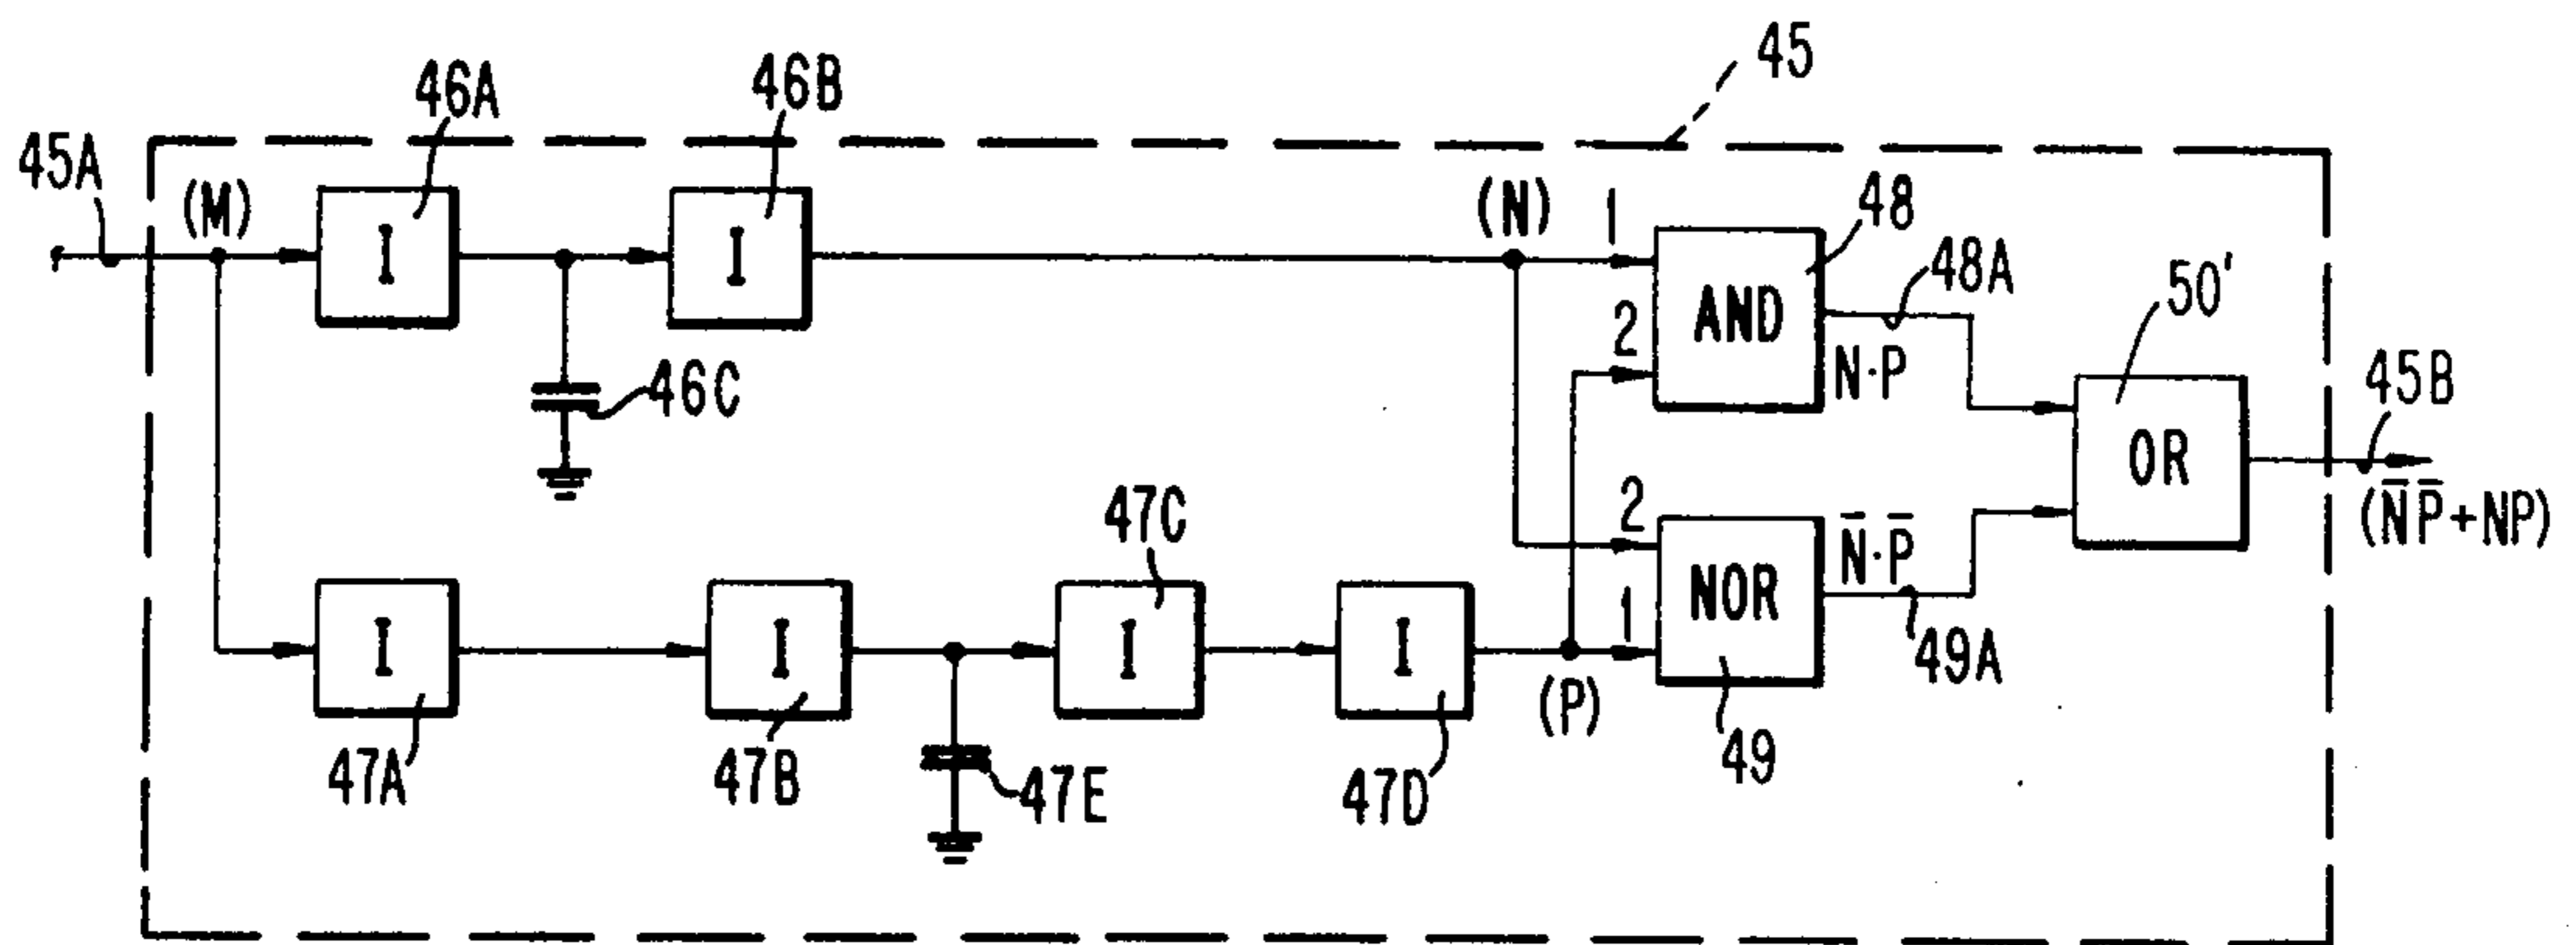 45
46A
46B
45A
(M)
I
I
(N)
1
48
48A
50'
2
AND
N·P
45B
46C
OR
47C
2
N̄·P̄
(N̄P̄+NP)
I
I
I
I
NOR
1
49A
(P)
47A
47B
47E
47D
49